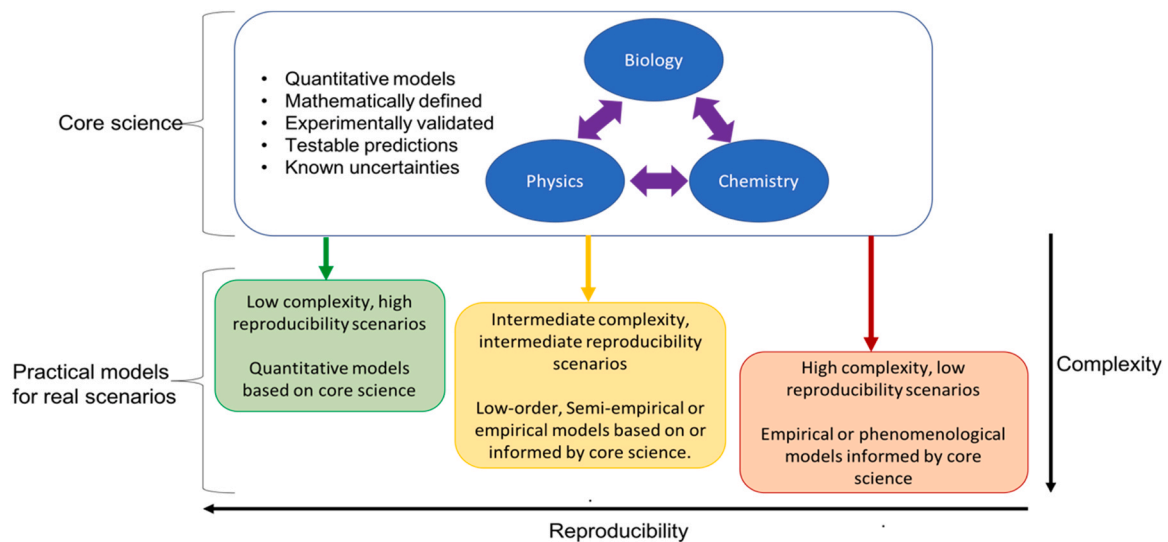 Core science
• Quantitative models
• Mathematically defined
• Experimentally validated
• Testable predictions
• Known uncertainties
Biology
Physics
Chemistry
Practical models
for real scenarios
Low complexity, high
reproducibility scenarios
Quantitative models
based on core science
Intermediate complexity,
intermediate reproducibility
scenarios
Low-order, Semi-empirical or
empirical models based on or
informed by core science.
High complexity, low
reproducibility scenarios
Empirical or phenomenological
models informed by core
science
Complexity
Reproducibility